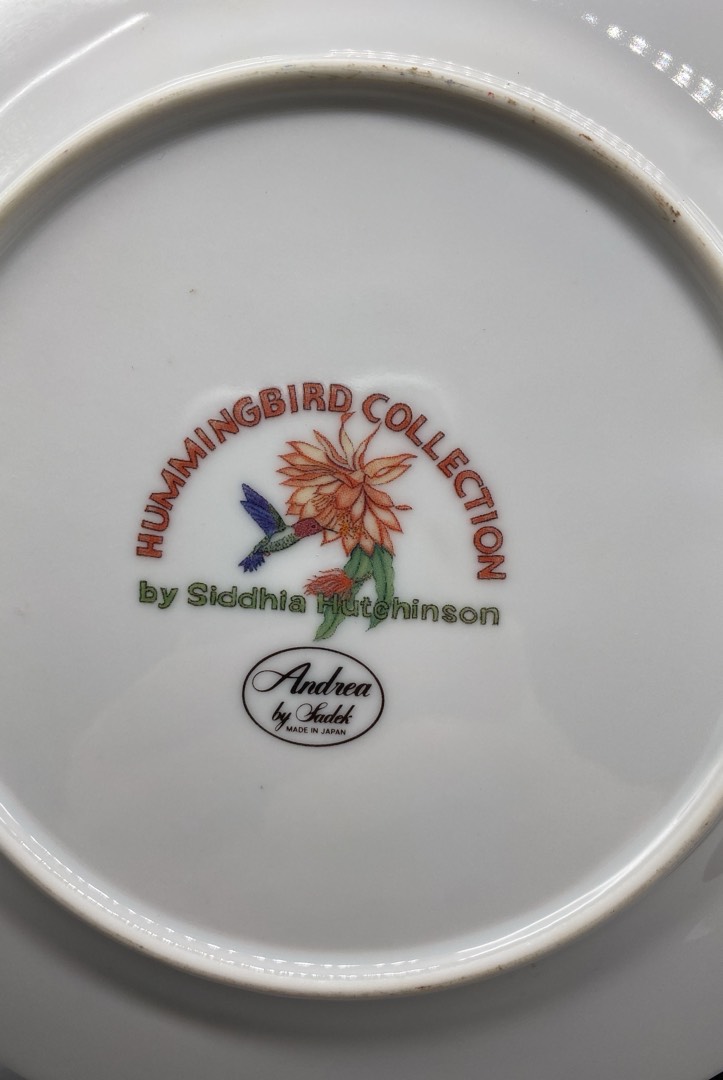 HUMMINGBIRD COLLECTION
by Siddhia Hutchinson
Andrea
by Sadek
MADE IN JAPAN